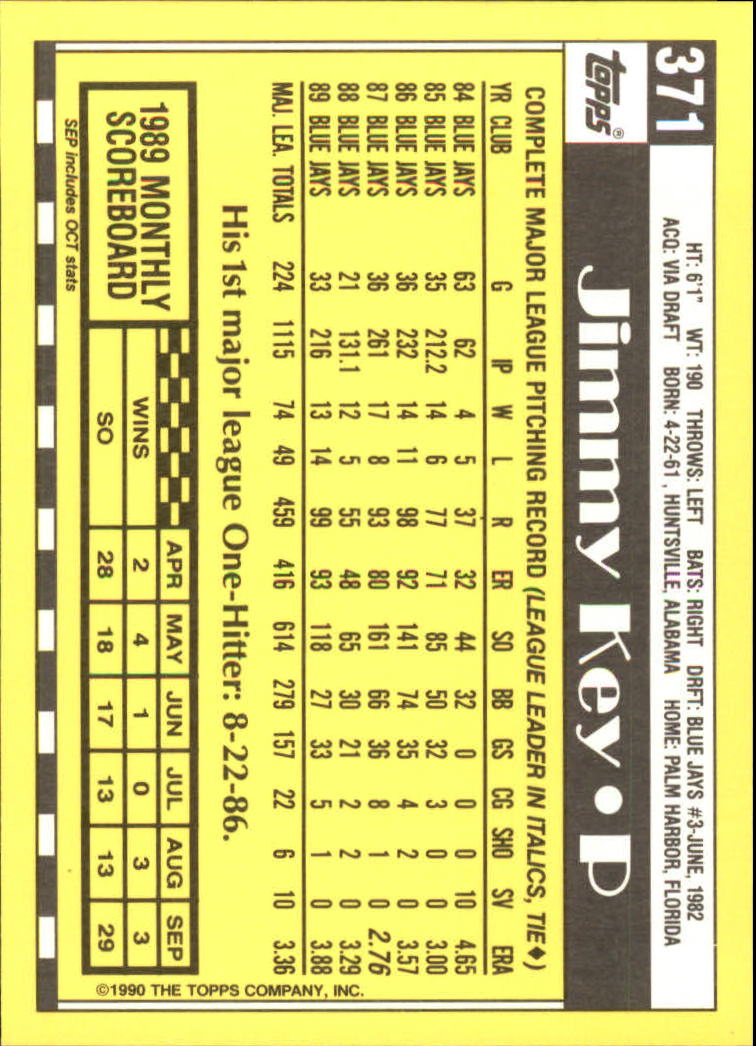 371
HT: 6'1" WT: 190 THROWS: LEFT BATS: RIGHT DRFT: BLUE JAYS #3-JUNE, 1982
ACQ: VIA DRAFT BORN: 4-22-61, HUNTSVILLE, ALABAMA HOME: PALM HARBOR, FLORIDA
topps®
Jimmy Key • P
COMPLETE MAJOR LEAGUE PITCHING RECORD (LEAGUE LEADER IN ITALICS, TIE♦)
YR CLUB G IP W L R ER SO BB GS CG SHO SV ERA
84 BLUE JAYS 63 62 4 5 37 32 44 32 0 0 0 10 4.65
85 BLUE JAYS 35 212.2 14 6 77 71 85 50 32 3 0 0 3.00
86 BLUE JAYS 36 232 14 11 98 92 141 74 35 4 2 0 3.57
87 BLUE JAYS 36 261 17 8 93 80 161 66 36 8 1 0 2.76
88 BLUE JAYS 21 131.1 12 5 55 48 65 30 21 2 2 0 3.29
89 BLUE JAYS 33 216 13 14 99 93 118 27 33 5 1 0 3.88
MAJ. LEA. TOTALS 224 1115 74 49 459 416 614 279 157 22 6 10 3.36
His 1st major league One-Hitter: 8-22-86.
1989 MONTHLY
SCOREBOARD
APR MAY JUN JUL AUG SEP
WINS 2 4 1 0 3 3
SO 28 18 17 13 13 29
SEP includes OCT stats
©1990 THE TOPPS COMPANY, INC.